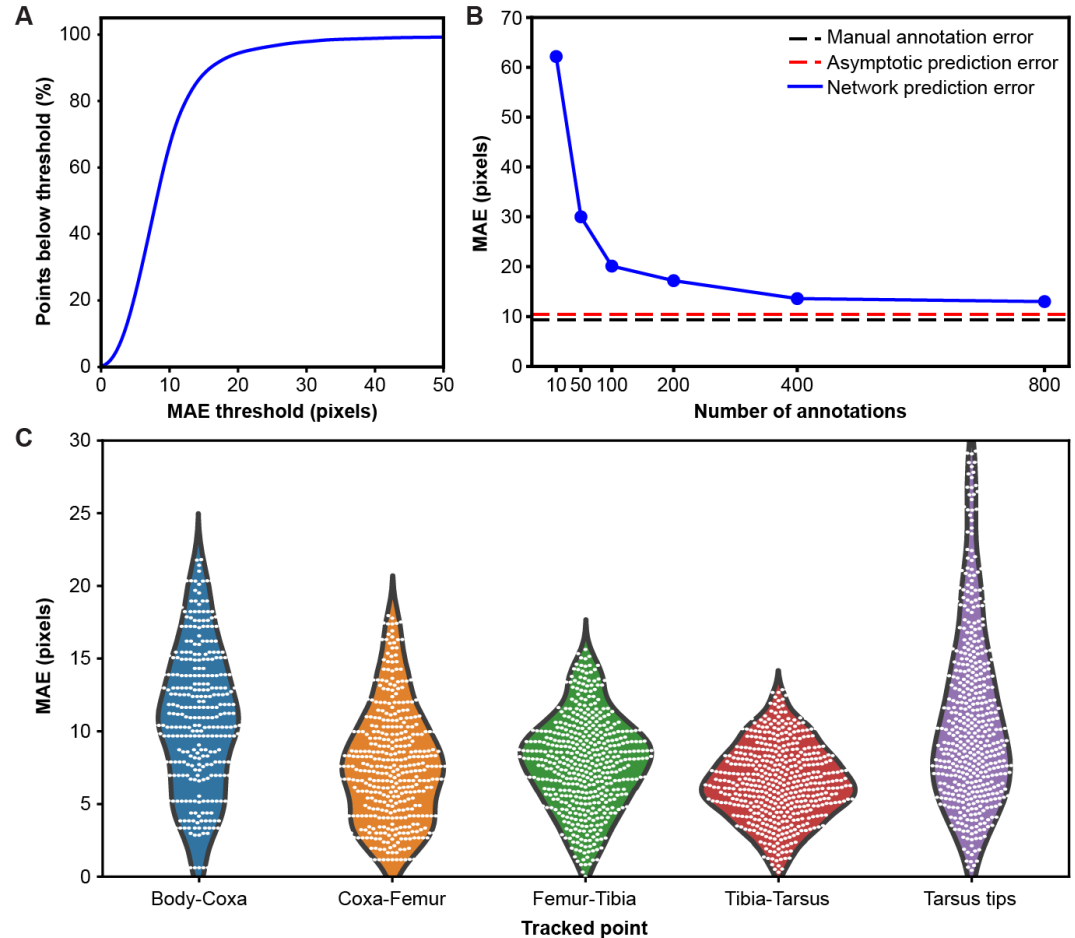 A
Points below threshold (%)
100
80
60
40
20
0
0 10 20 30 40 50
MAE threshold (pixels)
B
MAE (pixels)
70
60
50
40
30
20
10
0
Manual annotation error
Asymptotic prediction error
Network prediction error
10 50 100 200 400 800
Number of annotations
C
MAE (pixels)
30
25
20
15
10
5
0
Body-Coxa Coxa-Femur Femur-Tibia Tibia-Tarsus Tarsus tips
Tracked point